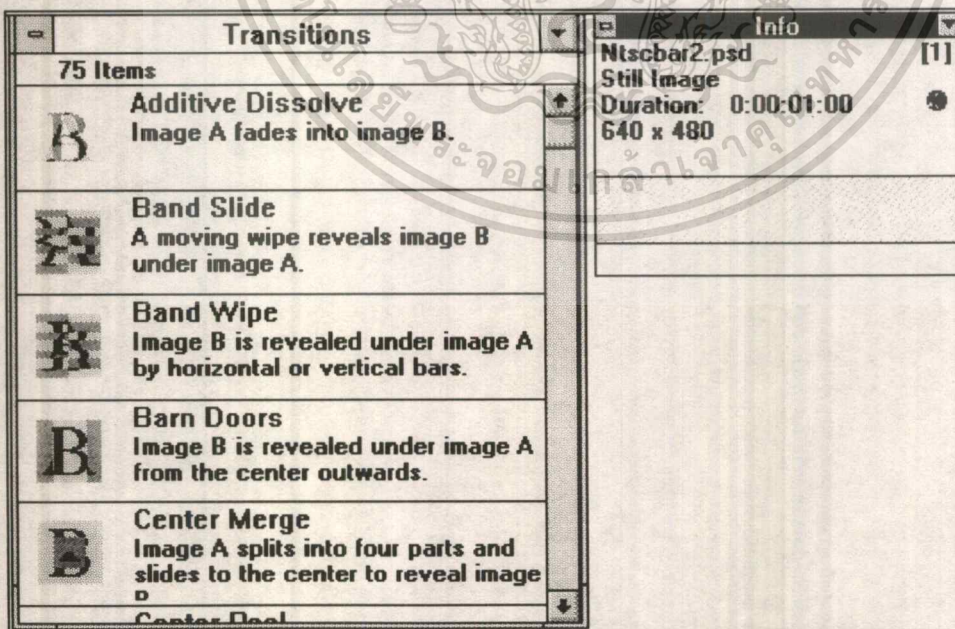 Transitions
75 Items
Additive Dissolve
Image A fades into image B.
Band Slide
A moving wipe reveals image B
under image A.
Band Wipe
Image B is revealed under image A
by horizontal or vertical bars.
Barn Doors
Image B is revealed under image A
from the center outwards.
Center Merge
Image A splits into four parts and
slides to the center to reveal image
B
Center Peel
Info
Ntscbar2.psd [1]
Still Image
Duration: 0:00:01:00
640 x 480